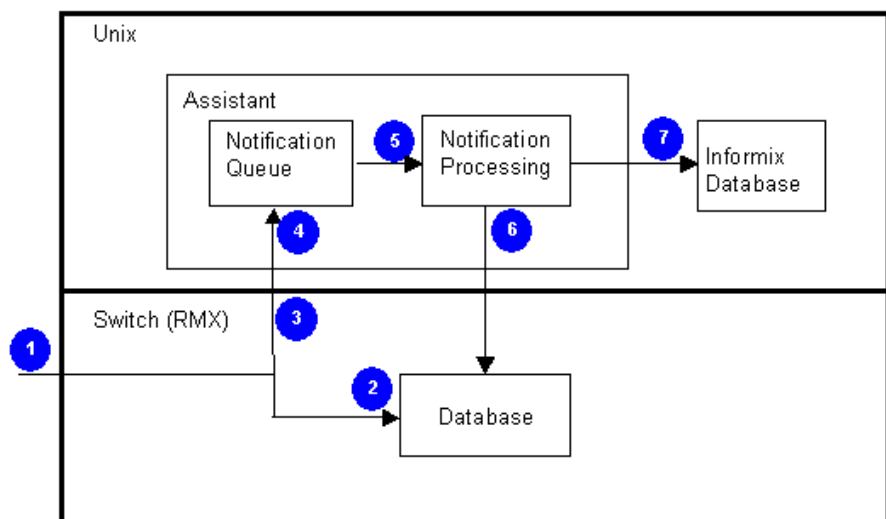 Unix
Assistant
Notification
Queue
5
Notification
Processing
7
Informix
Database
4
6
Switch (RMX)
3
1
2
Database